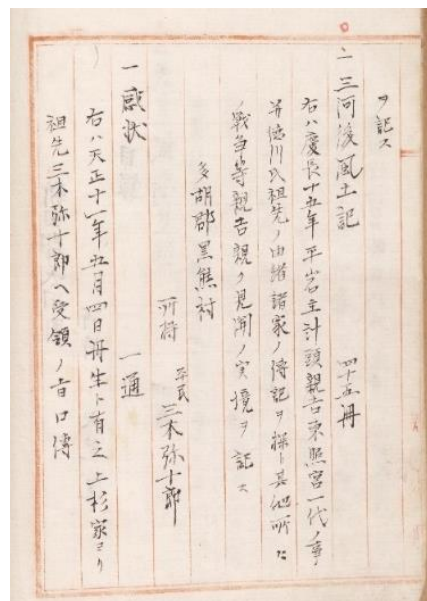 ヲ記ス
一三河後風土記　四十五冊
右ハ慶長十五年平岩主計頭親吉東照宮一代ノ事
并徳川氏祖先ノ由緒諸家ノ傳記ヲ探ト其他所々
戦争等親吉親ク見聞ノ実境ヲ記ス
多胡郡黒熊村
所蔵　平民　三木弥十郎
一感状　一通
右ハ天正十一年五月四日丹生ト有之上杉家ヨリ
祖先三木弥十郎ヘ受領ノ旨口傳